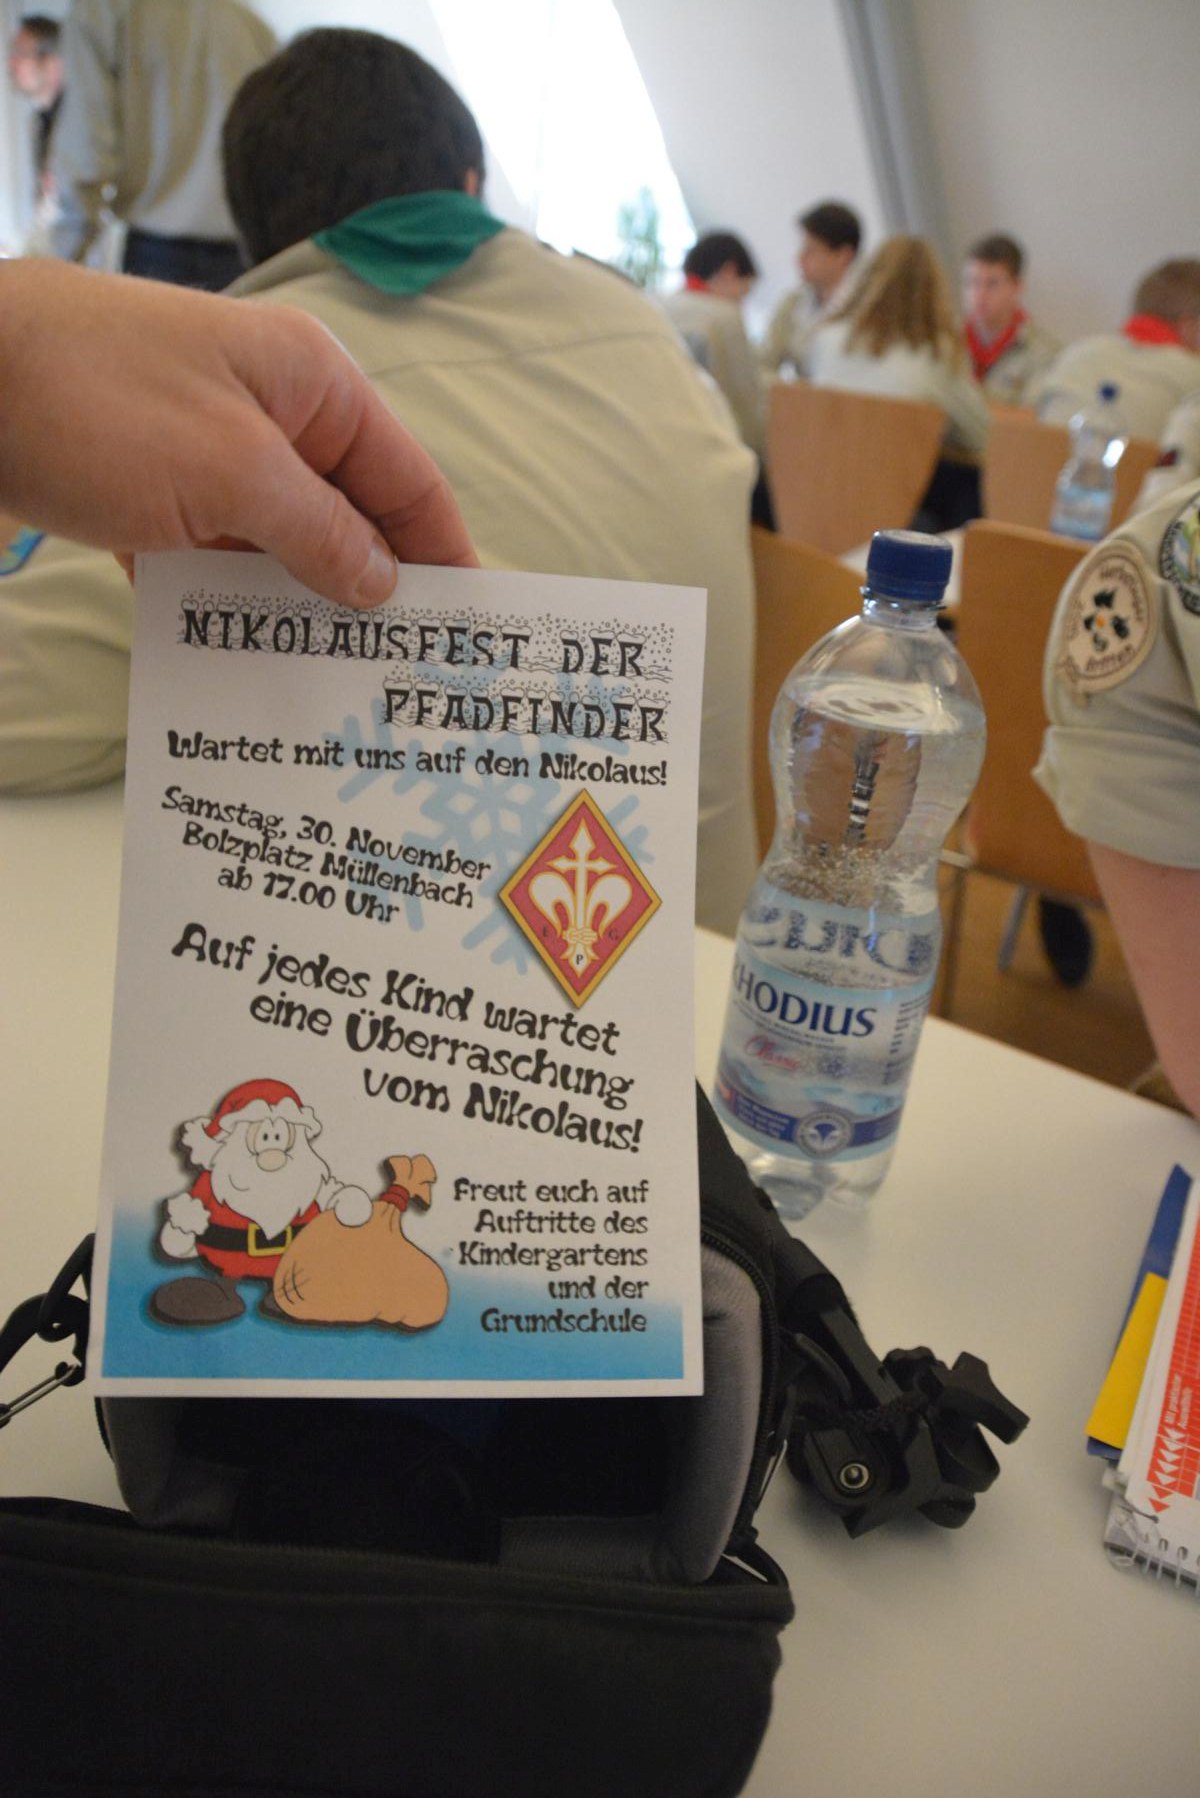 NIKOLAUSFEST DER
PFADFINDER
Wartet mit uns auf den Nikolaus!
Samstag, 30. November
Bolzplatz Müllenbach
ab 17.00 Uhr
E G
P
Auf jedes Kind wartet
eine Überraschung
vom Nikolaus!
Freut euch auf
Auftritte des
Kindergartens
und der
Grundschule
RHODIUS
Classic